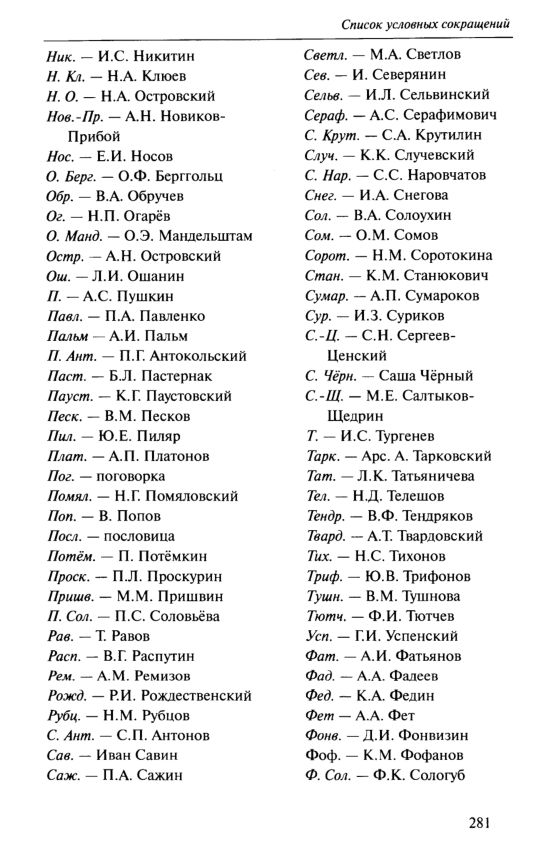 Список условных сокращений
Ник. — И.С. Никитин
Н. Кл. — Н.А. Клюев
Н. О. — Н.А. Островский
Нов.-Пр. — А.Н. Новиков-
Прибой
Нос. — Е.И. Носов
О. Берг. — О.Ф. Берггольц
Обр. — В.А. Обручев
Ог. — Н.П. Огарёв
О. Манд. — О.Э. Мандельштам
Остр. — А.Н. Островский
Ош. — Л.И. Ошанин
П. — А.С. Пушкин
Павл. — П.А. Павленко
Пальм — А.И. Пальм
П. Ант. — П.Г. Антокольский
Паст. — Б.Л. Пастернак
Пауст. — К.Г. Паустовский
Песк. — В.М. Песков
Пил. — Ю.Е. Пиляр
Плат. — А.П. Платонов
Пог. — поговорка
Помял. — Н.Г. Помяловский
Поп. — В. Попов
Посл. — пословица
Потём. — П. Потёмкин
Проск. — П.Л. Проскурин
Пришв. — М.М. Пришвин
П. Сол. — П.С. Соловьёва
Рав. — Т. Равов
Расп. — В.Г. Распутин
Рем. — А.М. Ремизов
Рожд. — Р.И. Рождественский
Рубц. — Н.М. Рубцов
С. Ант. — С.П. Антонов
Сав. — Иван Савин
Саж. — П.А. Сажин
Светл. — М.А. Светлов
Сев. — И. Северянин
Сельв. — И.Л. Сельвинский
Сераф. — А.С. Серафимович
С. Крут. — С.А. Крутилин
Случ. — К.К. Случевский
С. Нар. — С.С. Наровчатов
Снег. — И.А. Снегова
Сол. — В.А. Солоухин
Сом. — О.М. Сомов
Сорот. — Н.М. Соротокина
Стан. — К.М. Станюкович
Сумар. — А.П. Сумароков
Сур. — И.З. Суриков
С.-Ц. — С.Н. Сергеев-
Ценский
С. Чёрн. — Саша Чёрный
С.-Щ. — М.Е. Салтыков-
Щедрин
Т. — И.С. Тургенев
Тарк. — Арс. А. Тарковский
Тат. — Л.К. Татьяничева
Тел. — Н.Д. Телешов
Тендр. — В.Ф. Тендряков
Твард. — А.Т. Твардовский
Тих. — Н.С. Тихонов
Триф. — Ю.В. Трифонов
Тушн. — В.М. Тушнова
Тютч. — Ф.И. Тютчев
Усп. — Г.И. Успенский
Фат. — А.И. Фатьянов
Фад. — А.А. Фадеев
Фед. — К.А. Федин
Фет — А.А. Фет
Фонв. — Д.И. Фонвизин
Фоф. — К.М. Фофанов
Ф. Сол. — Ф.К. Сологуб
281